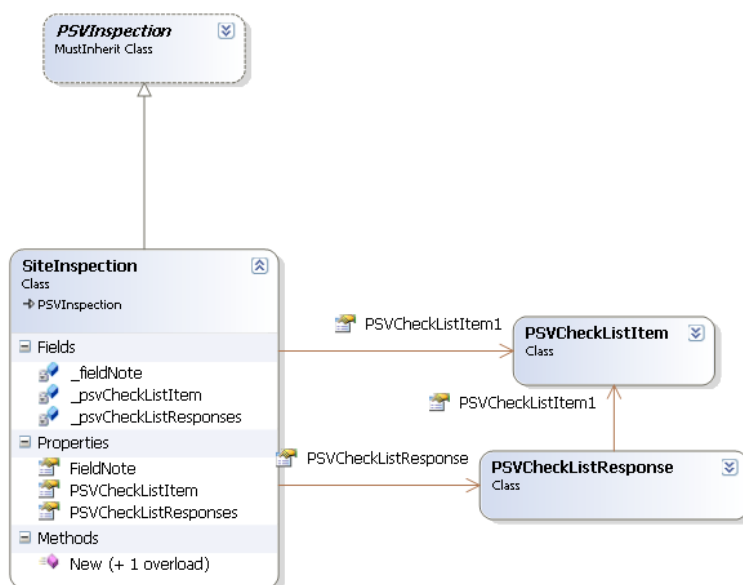 PSVInspection
MustInherit Class
SiteInspection
Class
PSVInspection
Fields
_fieldNote
_psvCheckListItem
_psvCheckListResponses
Properties
FieldNote
PSVCheckListItem
PSVCheckListResponses
Methods
New (+ 1 overload)
PSVCheckListItem1
PSVCheckListItem
Class
PSVCheckListItem1
PSVCheckListResponse
PSVCheckListResponse
Class